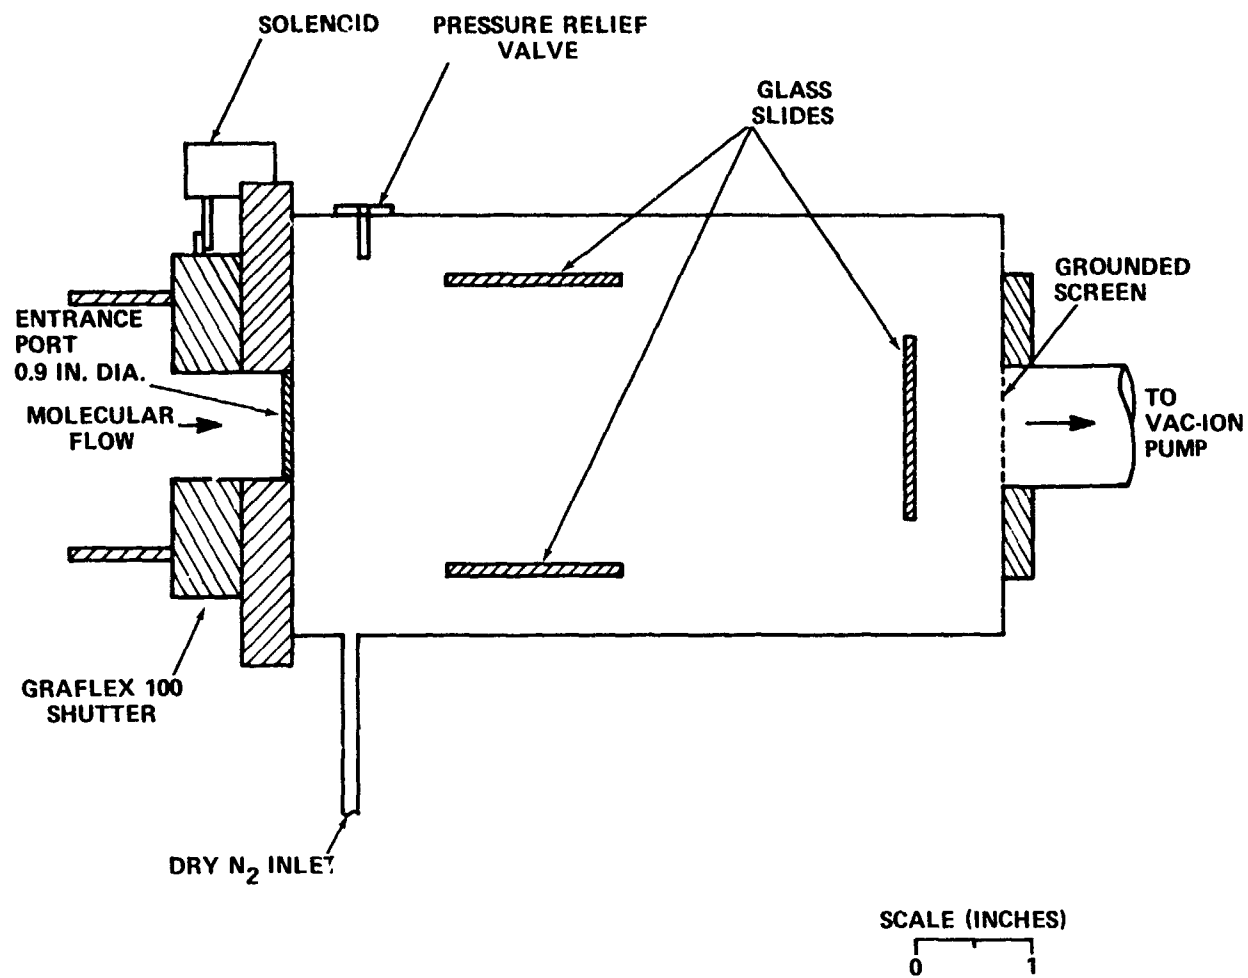 SOLENCID
PRESSURE RELIEF
VALVE
GLASS
SLIDES
GROUNDED
SCREEN
ENTRANCE
PORT
0.9 IN. DIA.
MOLECULAR
FLOW
TO
VAC-ION
PUMP
GRAFLEX 100
SHUTTER
DRY N2 INLET
SCALE (INCHES)
0 1